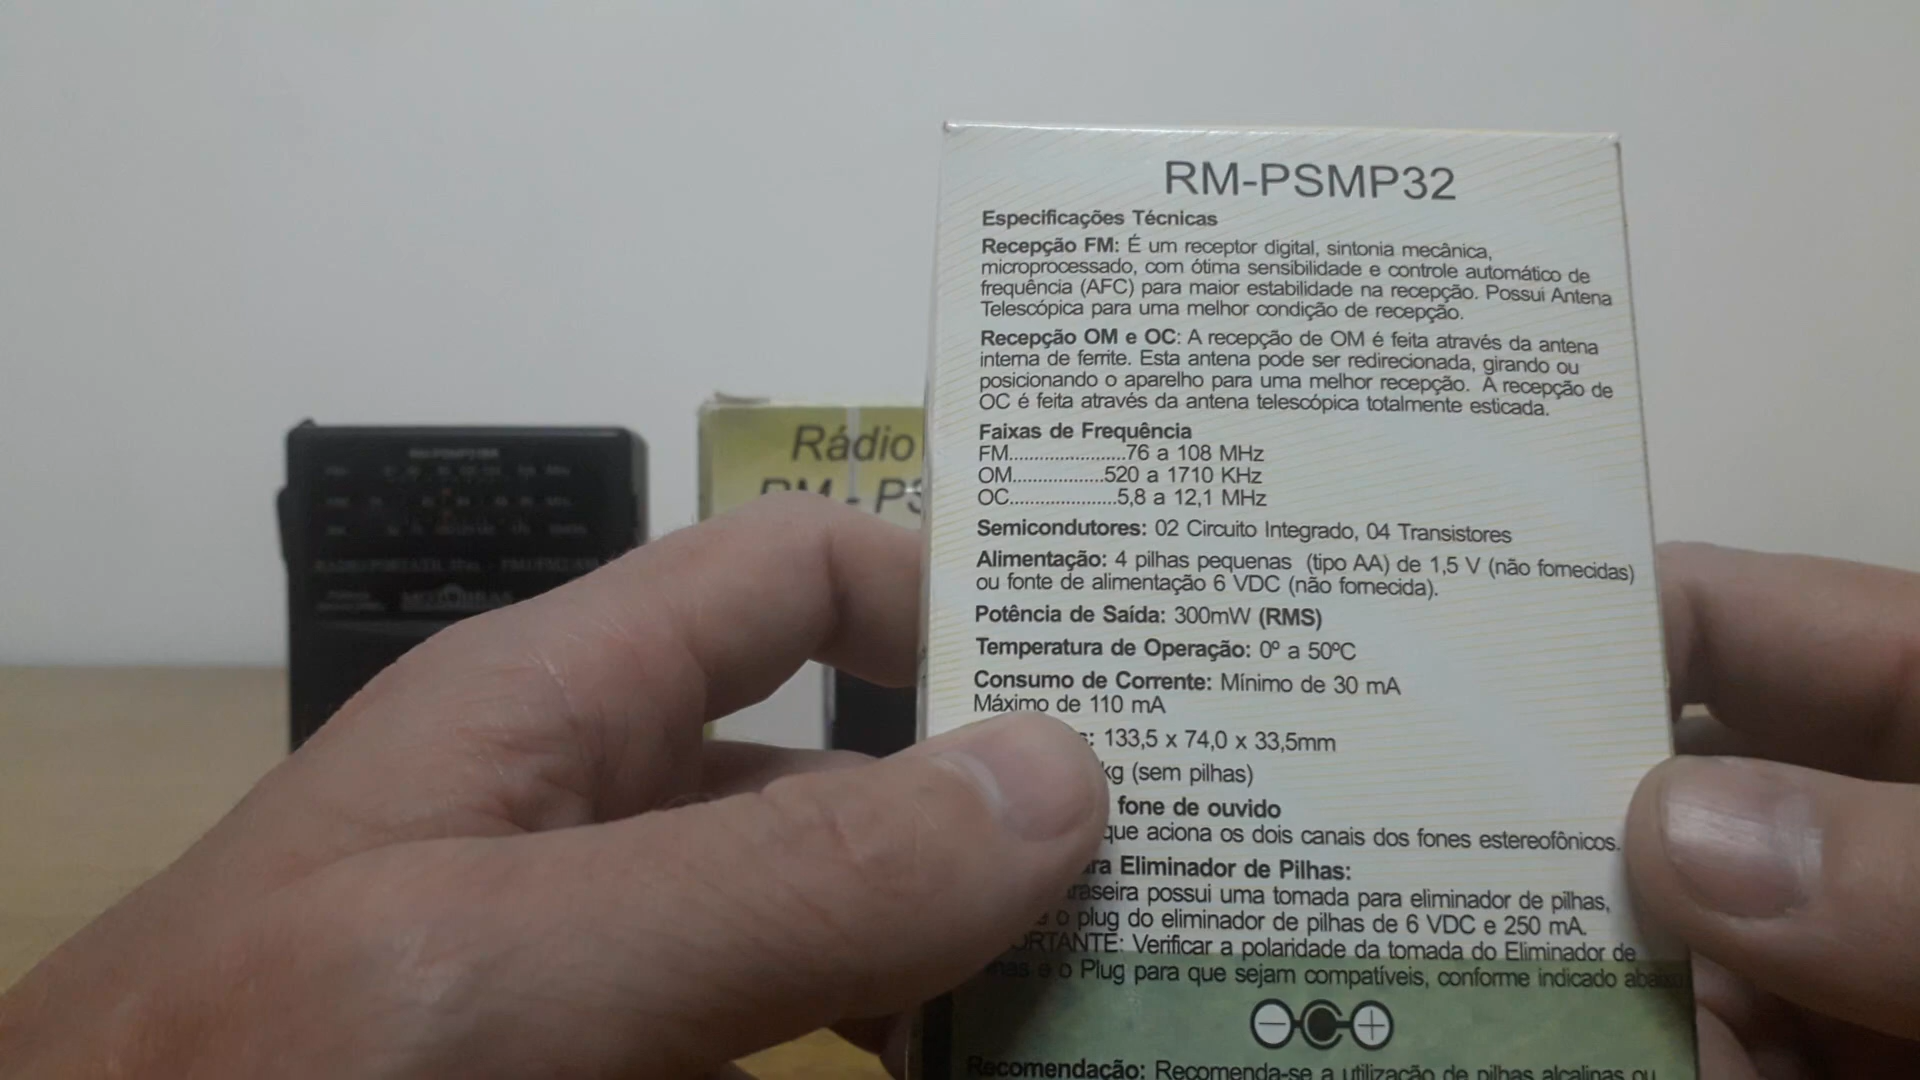 RM-PSMP32
Especificações Técnicas
Recepção FM: É um receptor digital, sintonia mecânica,
microprocessado, com ótima sensibilidade e controle automático de
frequência (AFC) para maior estabilidade na recepção. Possui Antena
Telescópica para uma melhor condição de recepção.
Recepção OM e OC: A recepção de OM é feita através da antena
interna de ferrite. Esta antena pode ser redirecionada, girando ou
posicionando o aparelho para uma melhor recepção. A recepção de
OC é feita através da antena telescópica totalmente esticada.
Faixas de Frequência
FM......................76 a 108 MHz
OM..................520 a 1710 KHz
OC.....................5,8 a 12,1 MHz
Semicondutores: 02 Circuito Integrado, 04 Transistores
Alimentação: 4 pilhas pequenas (tipo AA) de 1,5 V (não fornecidas)
ou fonte de alimentação 6 VDC (não fornecida).
Potência de Saída: 300mW (RMS)
Temperatura de Operação: 0º a 50ºC
Consumo de Corrente: Mínimo de 30 mA
Máximo de 110 mA
: 133,5 x 74,0 x 33,5mm
kg (sem pilhas)
fone de ouvido
que aciona os dois canais dos fones estereofônicos.
Eliminador de Pilhas:
possui uma tomada para eliminador de pilhas,
o plug do eliminador de pilhas de 6 VDC e 250 mA.
Verificar a polaridade da tomada do Eliminador de
e o Plug para que sejam compatíveis, conforme indicado abaixo
Recomendação: Recomenda-se a utilização de pilhas alcalinas ou
Rádio
RM - PS